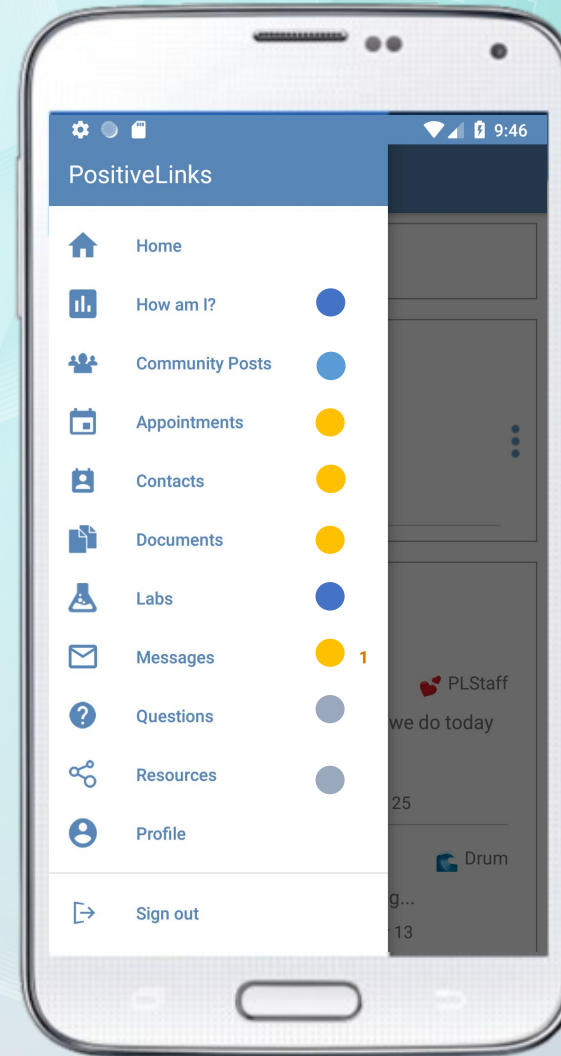 9:46
PositiveLinks
Home
How am I?
Community Posts
Appointments
Contacts
Documents
Labs
Messages 1
PLStaff
Questions
we do today
Resources
25
Profile
Drum
g...
Sign out
13